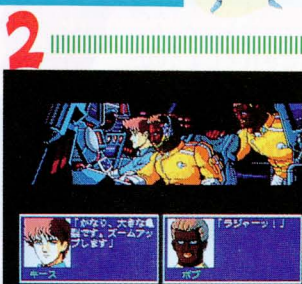 2
「かなり、大きな亀
裂です。ズームアッ
プします」
キース
「ラジャーッ！」
ボブ